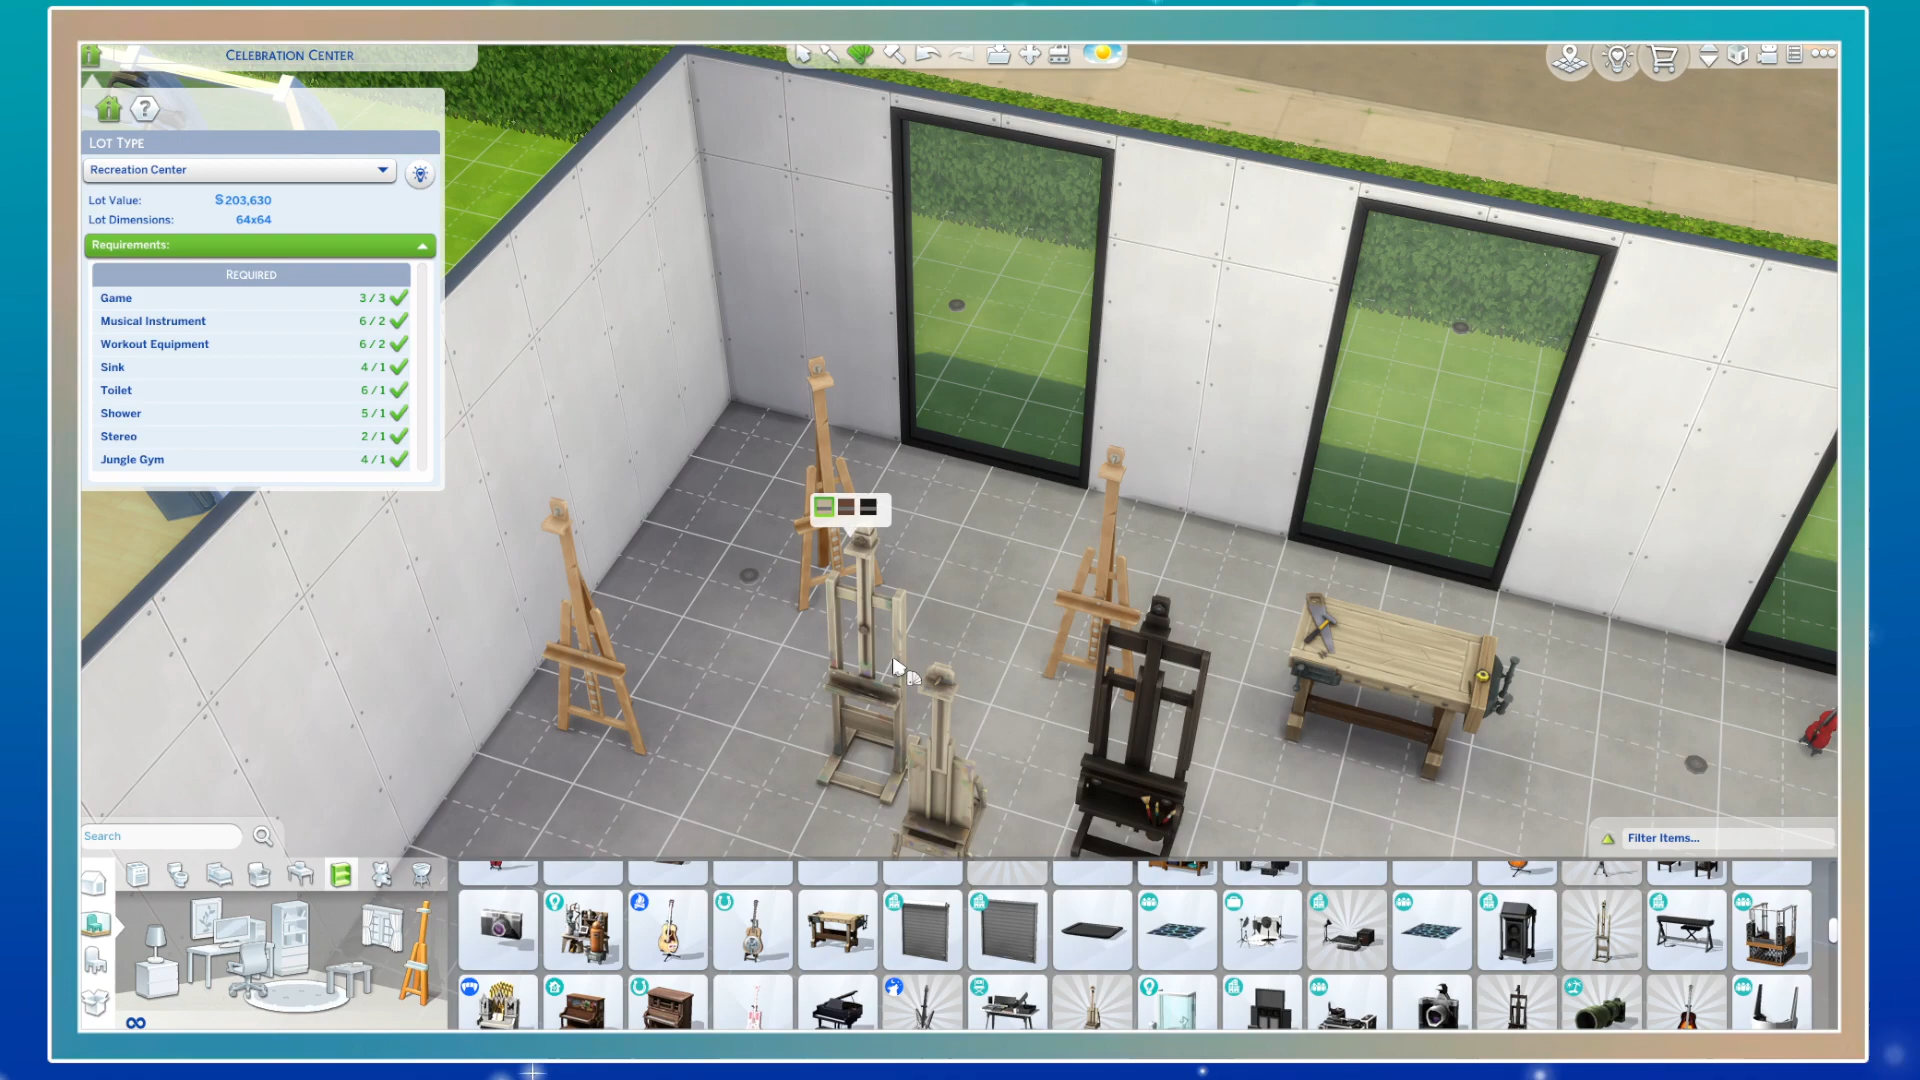 CELEBRATION CENTER
?
LOT TYPE
Recreation Center
Lot Value: §203,630
Lot Dimensions: 64x64
Requirements:
REQUIRED
Game 3 / 3
Musical Instrument 6 / 2
Workout Equipment 6 / 2
Sink 4 / 1
Toilet 6 / 1
Shower 5 / 1
Stereo 2 / 1
Jungle Gym 4 / 1
Search
Filter Items...